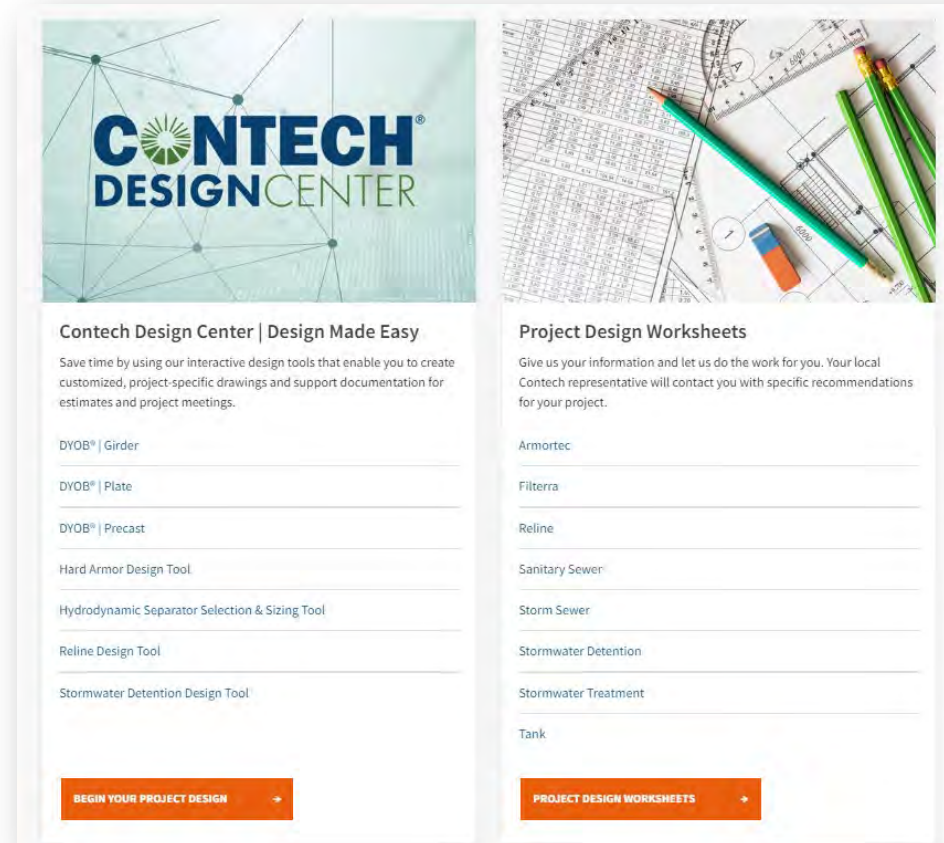 CONTECH®
DESIGNCENTER
Contech Design Center | Design Made Easy
Save time by using our interactive design tools that enable you to create
customized, project-specific drawings and support documentation for
estimates and project meetings.
DYOB® | Girder
DYOB® | Plate
DYOB® | Precast
Hard Armor Design Tool
Hydrodynamic Separator Selection & Sizing Tool
Reline Design Tool
Stormwater Detention Design Tool
BEGIN YOUR PROJECT DESIGN →
A
6000
1
6000
Project Design Worksheets
Give us your information and let us do the work for you. Your local
Contech representative will contact you with specific recommendations
for your project.
Armortec
Filterra
Reline
Sanitary Sewer
Storm Sewer
Stormwater Detention
Stormwater Treatment
Tank
PROJECT DESIGN WORKSHEETS →